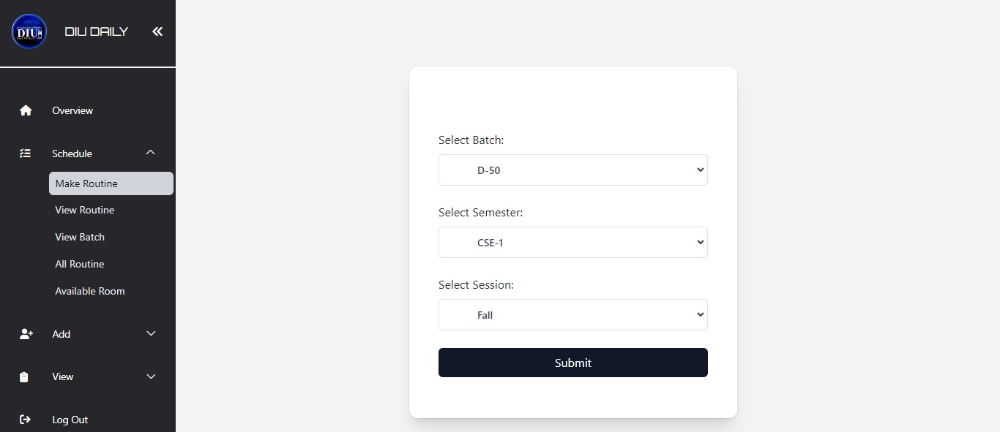 DIU
DIU DAILY
Overview
Schedule
Make Routine
View Routine
View Batch
All Routine
Available Room
Add
View
Log Out
Select Batch:
D-50
Select Semester:
CSE-1
Select Session:
Fall
Submit